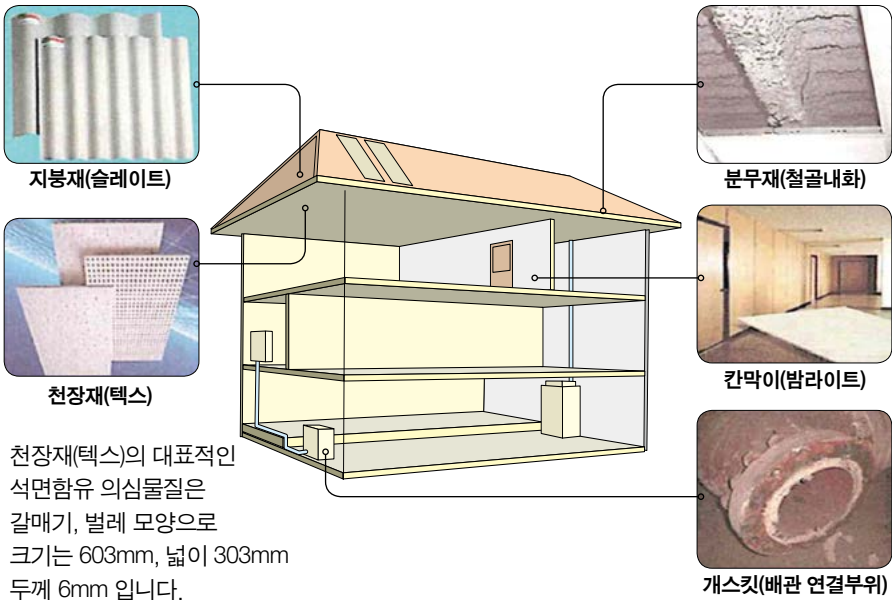 지붕재(슬레이트)
분무재(철골내화)
천장재(텍스)
칸막이(밤라이트)
천장재(텍스)의 대표적인
석면함유 의심물질은
갈매기, 벌레 모양으로
크기는 603mm, 넓이 303mm
두께 6mm 입니다.
개스킷(배관 연결부위)